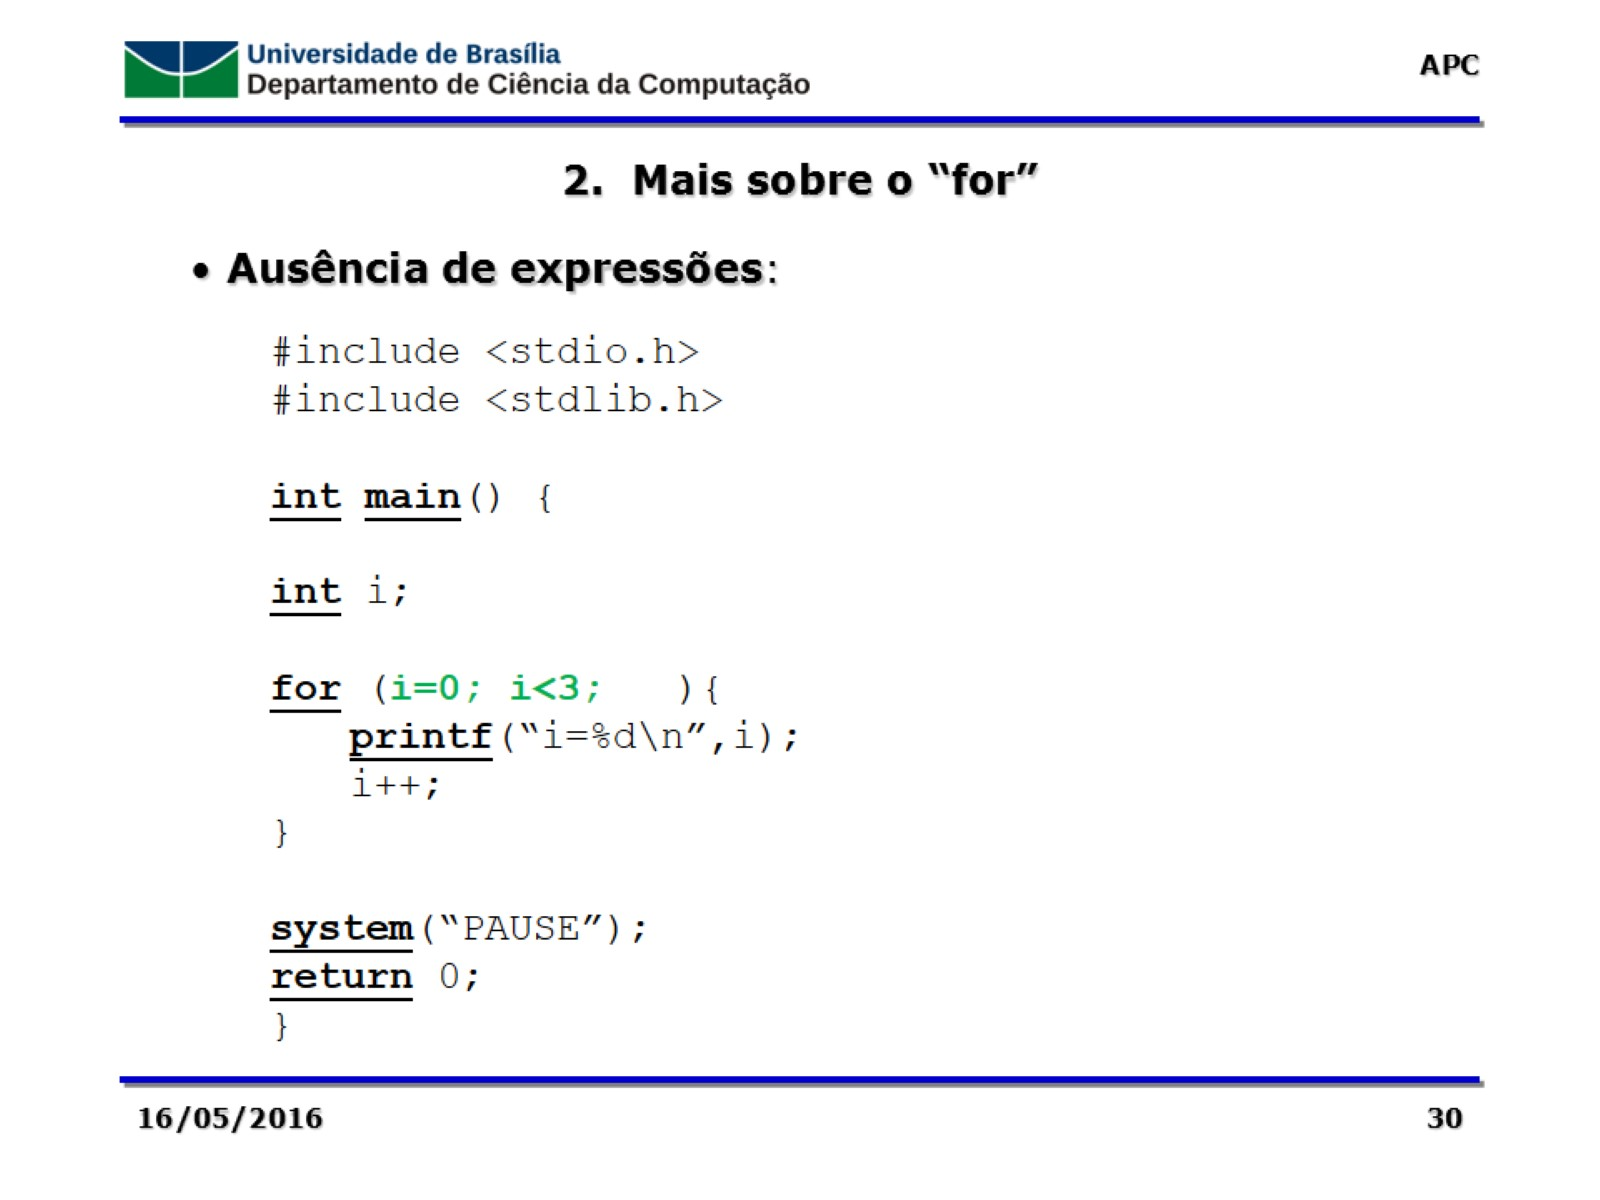 Universidade de Brasília
Departamento de Ciência da Computação
APC
2. Mais sobre o “for”
• Ausência de expressões:
#include <stdio.h>
#include <stdlib.h>
int main() {
int i;
for (i=0; i<3;   ){
printf(“i=%d\n”,i);
i++;
}
system(“PAUSE”);
return 0;
}
16/05/2016
30